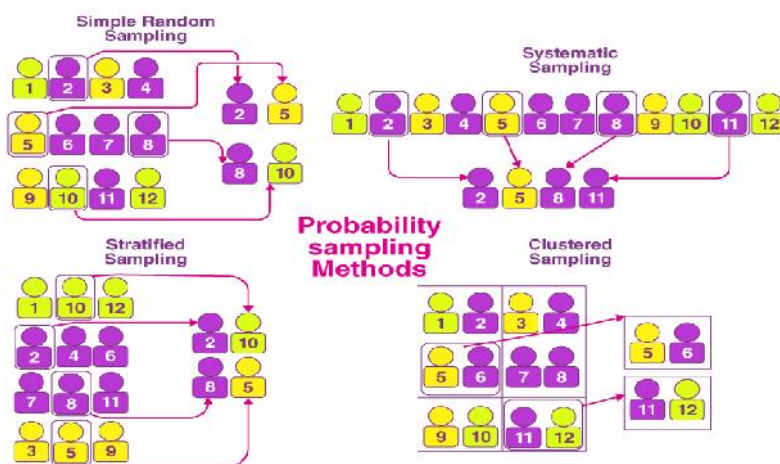 Simple Random
Sampling
1 2 3 4
2 5
5 6 7 8
8 10
9 10 11 12
Systematic
Sampling
1 2 3 4 5 6 7 8 9 10 11 12
2 5 8 11
Probability
sampling
Methods
Stratified
Sampling
1 10 12
2 4 6
2 10
7 8 11
8 5
3 5 9
Clustered
Sampling
1 2 3 4
5 6 7 8
9 10 11 12
5 6
11 12